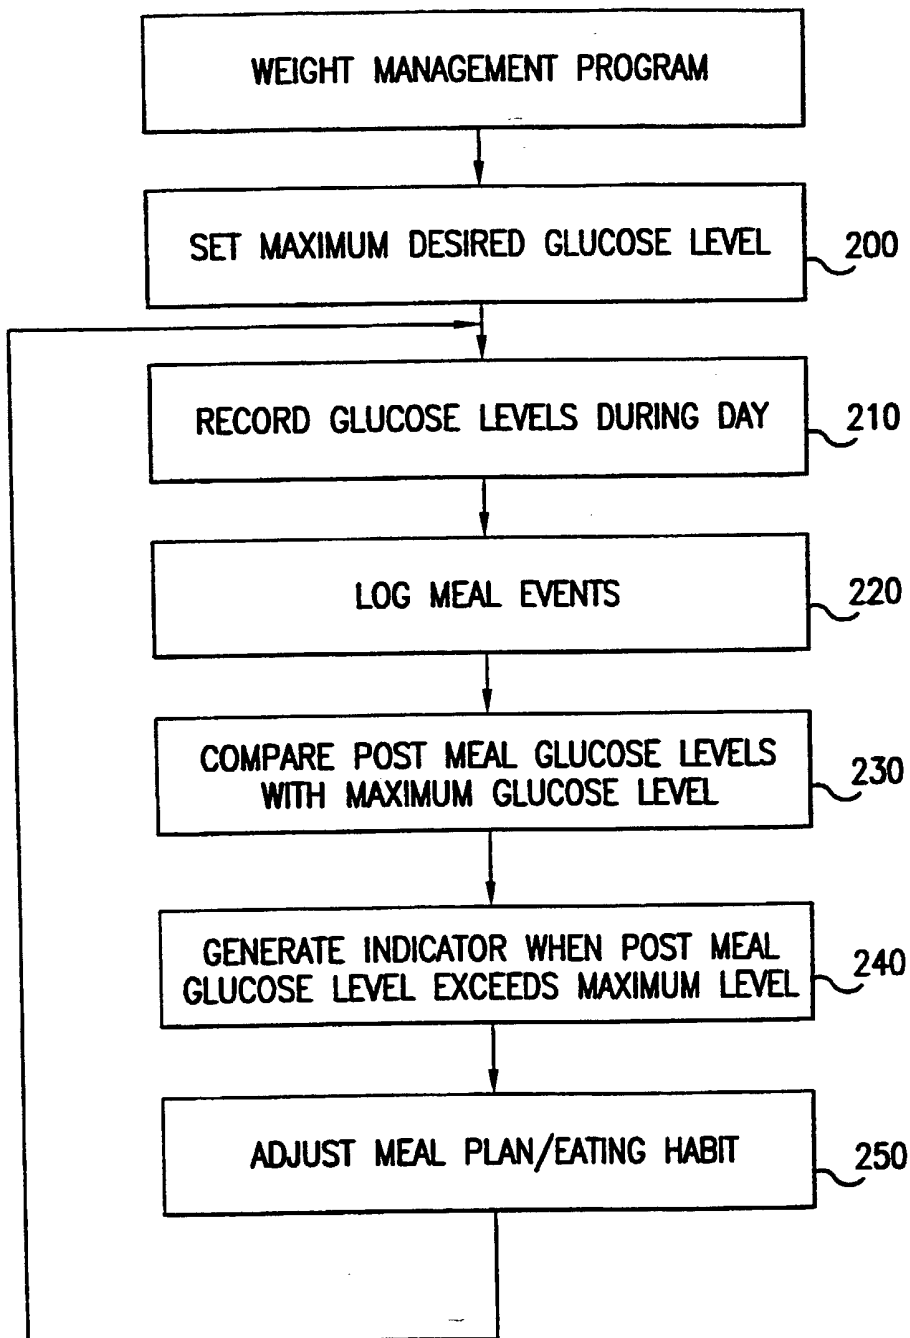 WEIGHT MANAGEMENT PROGRAM
SET MAXIMUM DESIRED GLUCOSE LEVEL
200
RECORD GLUCOSE LEVELS DURING DAY
210
LOG MEAL EVENTS
220
COMPARE POST MEAL GLUCOSE LEVELS
WITH MAXIMUM GLUCOSE LEVEL
230
GENERATE INDICATOR WHEN POST MEAL
GLUCOSE LEVEL EXCEEDS MAXIMUM LEVEL
240
ADJUST MEAL PLAN/EATING HABIT
250